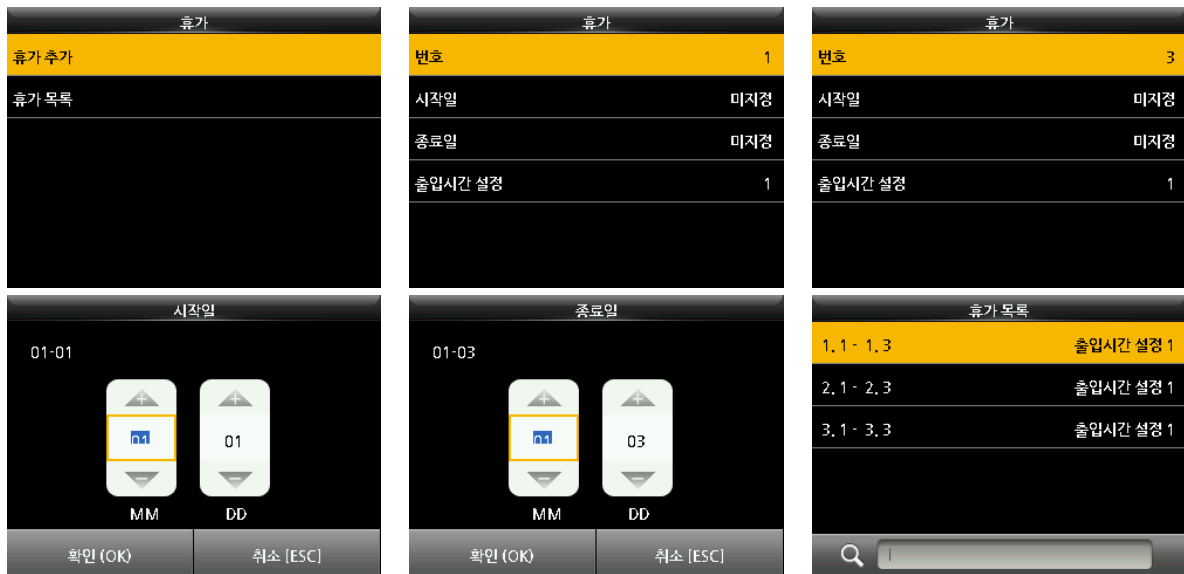 휴가
휴가 추가
휴가 목록
휴가
번호 1
시작일 미지정
종료일 미지정
출입시간 설정 1
휴가
번호 3
시작일 미지정
종료일 미지정
출입시간 설정 1
시작일
01-01
01 01
MM DD
확인 (OK) 취소 [ESC]
종료일
01-03
01 03
MM DD
확인 (OK) 취소 [ESC]
휴가 목록
1. 1 - 1. 3 출입시간 설정 1
2. 1 - 2. 3 출입시간 설정 1
3. 1 - 3. 3 출입시간 설정 1